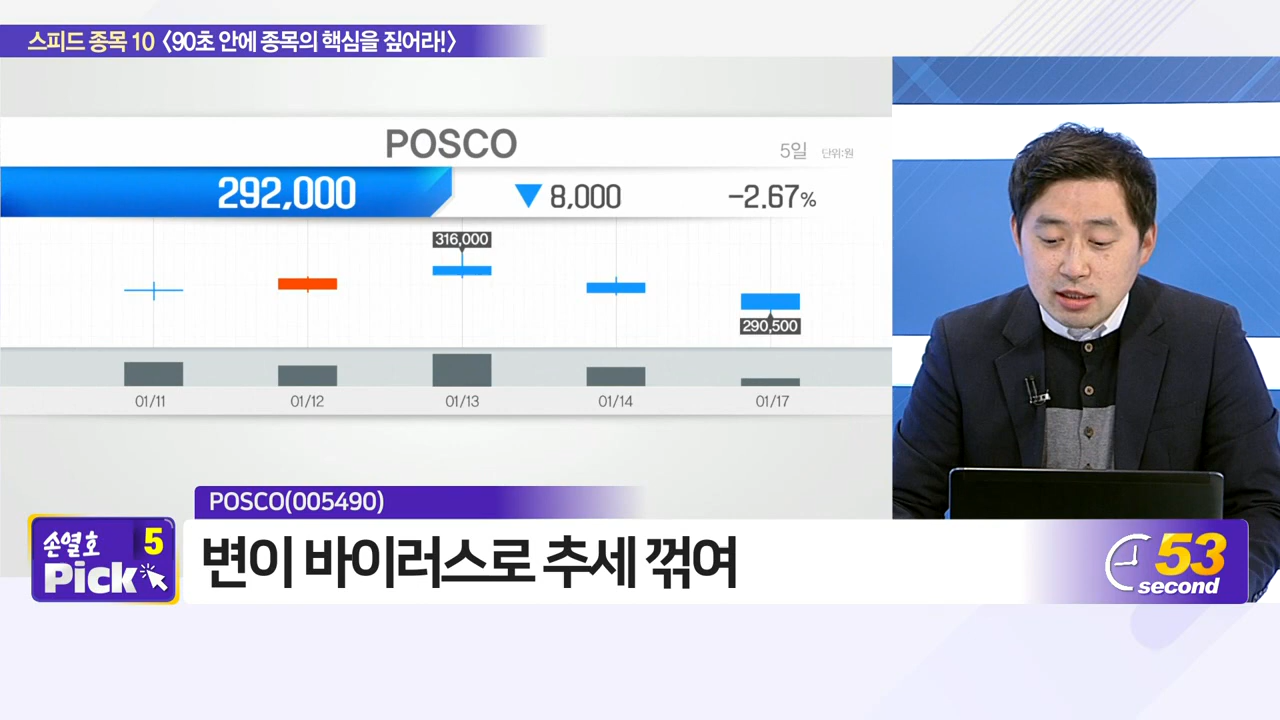 스피드 종목 10 〈90초 안에 종목의 핵심을 짚어라!〉
POSCO
5일 단위:원
292,000 ▼ 8,000 -2.67%
316,000
290,500
01/11 01/12 01/13 01/14 01/17
POSCO(005490)
손열호 5
Pick
변이 바이러스로 추세 꺾여
53
second